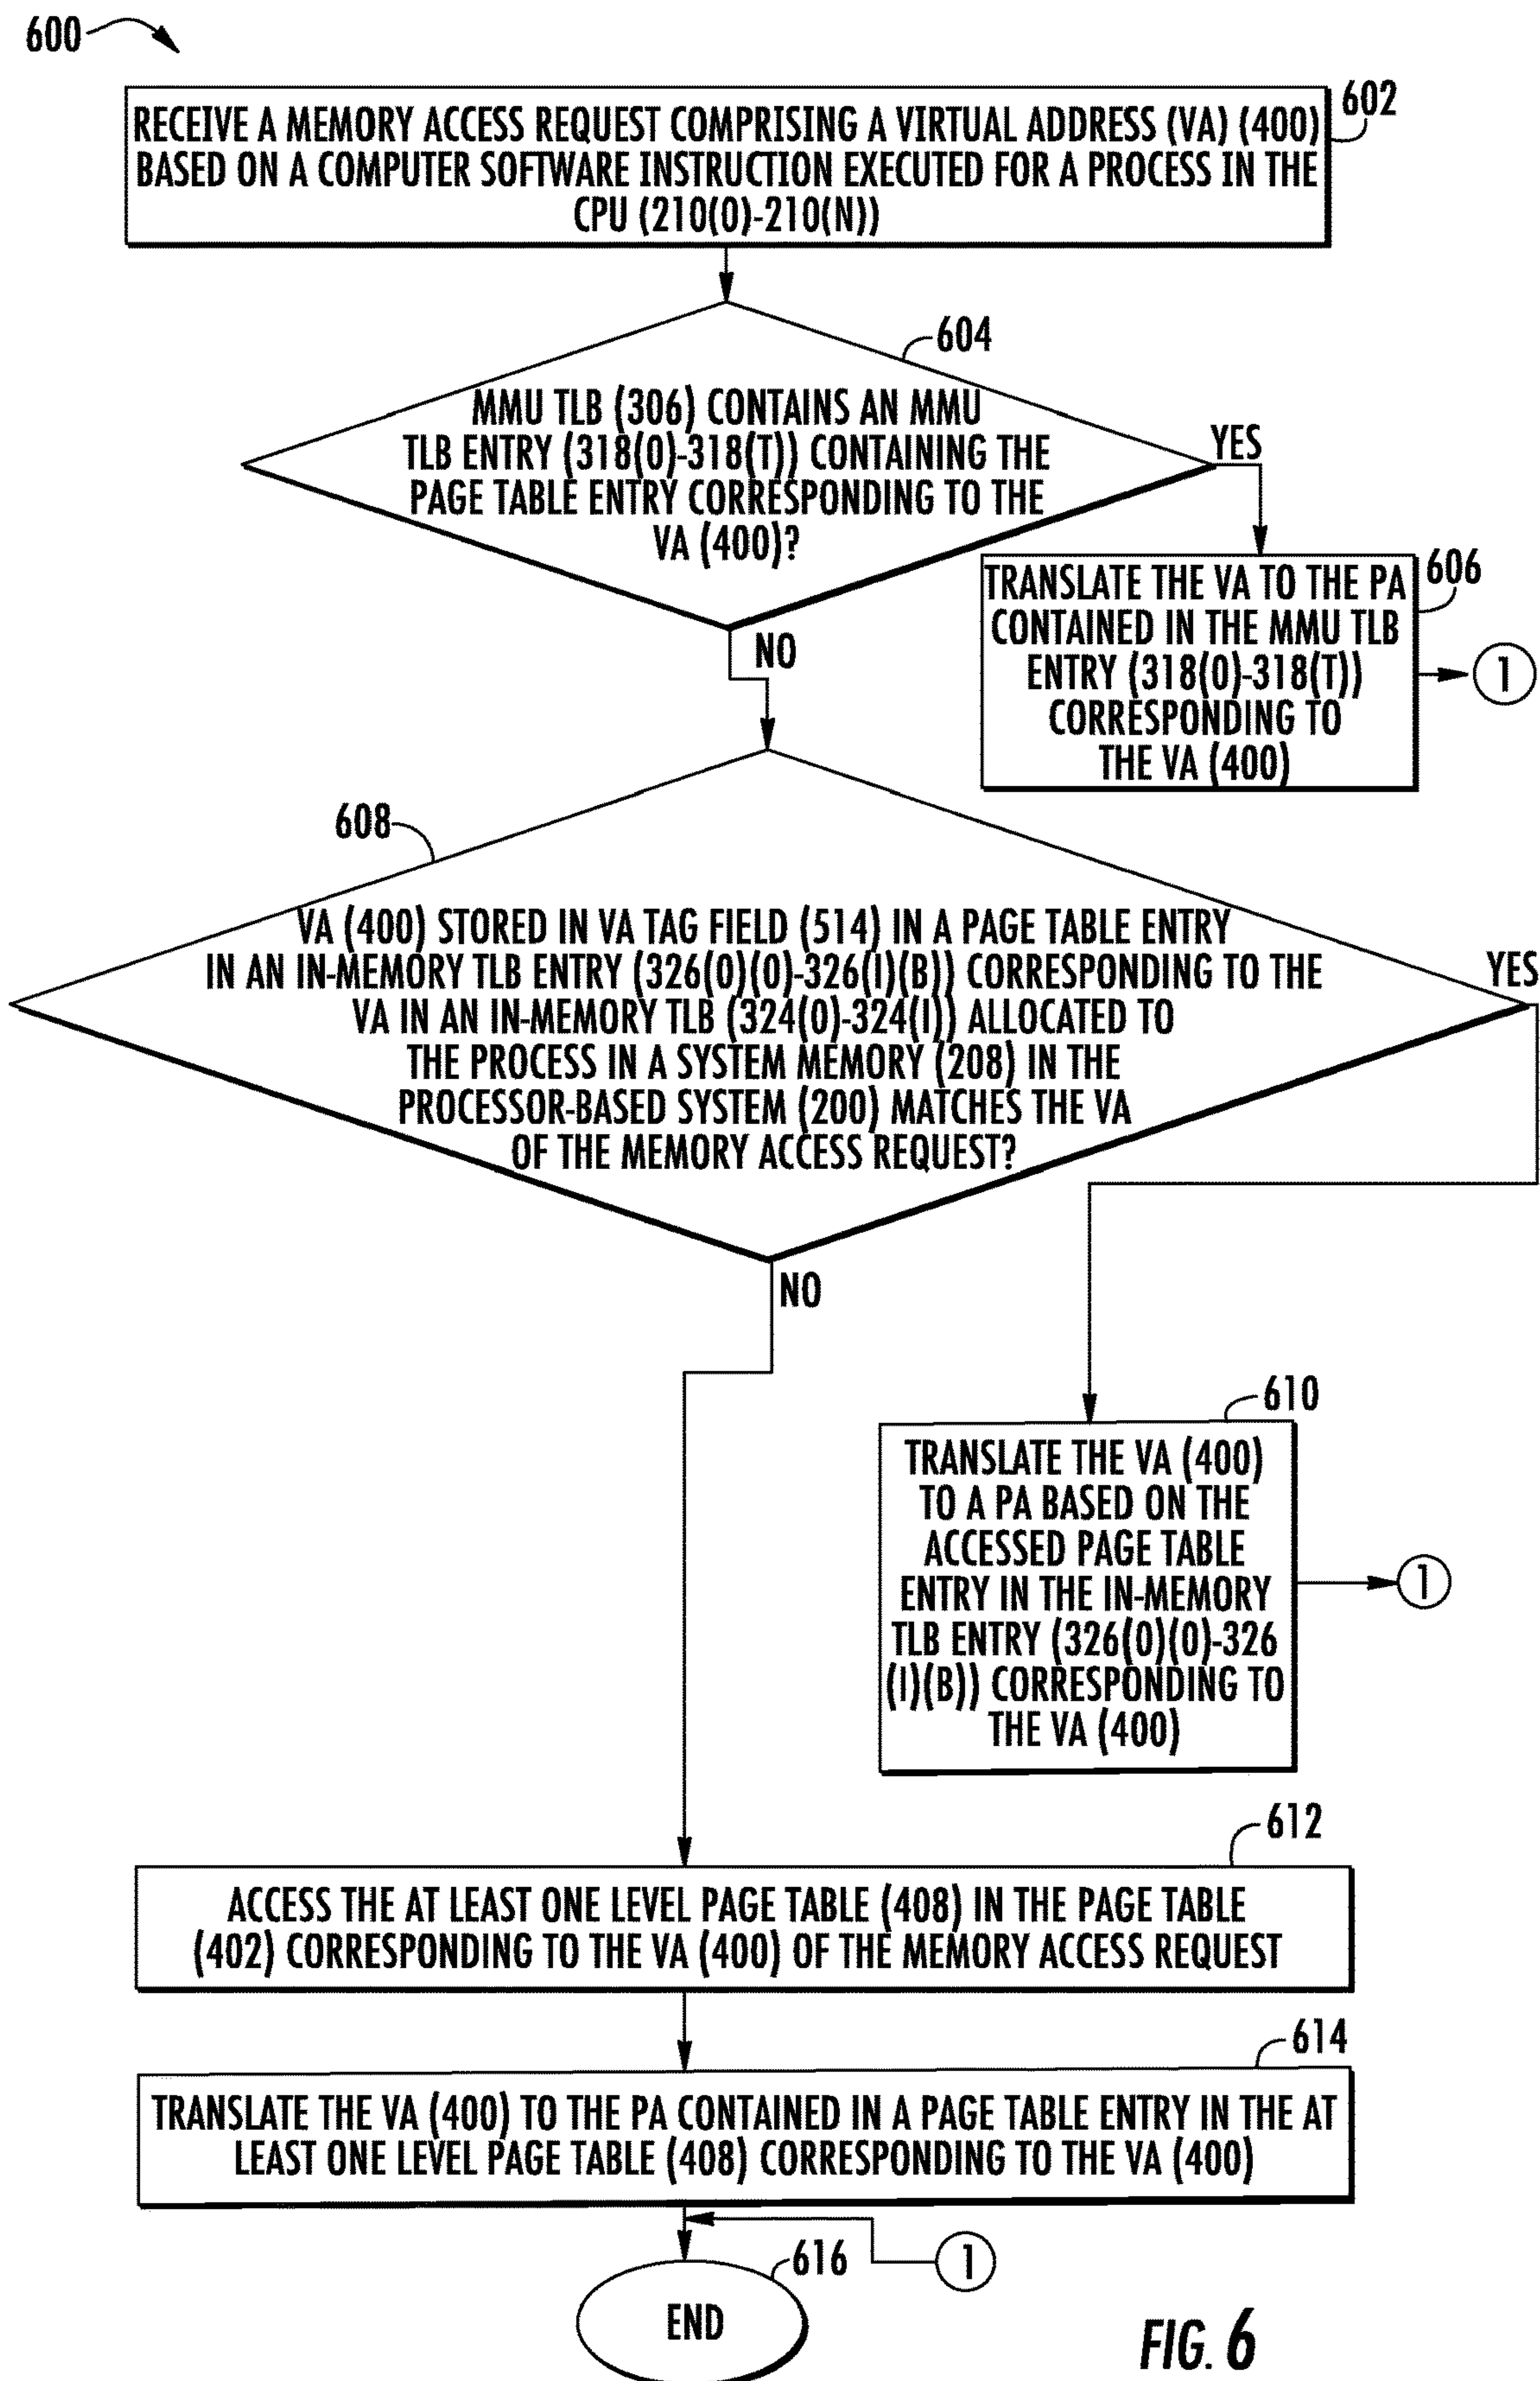 600
602
RECEIVE A MEMORY ACCESS REQUEST COMPRISING A VIRTUAL ADDRESS (VA) (400)
BASED ON A COMPUTER SOFTWARE INSTRUCTION EXECUTED FOR A PROCESS IN THE
CPU (210(0)-210(N))
604
MMU TLB (306) CONTAINS AN MMU
TLB ENTRY (318(0)-318(T)) CONTAINING THE
PAGE TABLE ENTRY CORRESPONDING TO THE
VA (400)?
YES
NO
606
TRANSLATE THE VA TO THE PA
CONTAINED IN THE MMU TLB
ENTRY (318(0)-318(T))
CORRESPONDING TO
THE VA (400)
1
608
VA (400) STORED IN VA TAG FIELD (514) IN A PAGE TABLE ENTRY
IN AN IN-MEMORY TLB ENTRY (326(0)(0)-326(I)(B)) CORRESPONDING TO THE
VA IN AN IN-MEMORY TLB (324(0)-324(I)) ALLOCATED TO
THE PROCESS IN A SYSTEM MEMORY (208) IN THE
PROCESSOR-BASED SYSTEM (200) MATCHES THE VA
OF THE MEMORY ACCESS REQUEST?
YES
NO
610
TRANSLATE THE VA (400)
TO A PA BASED ON THE
ACCESSED PAGE TABLE
ENTRY IN THE IN-MEMORY
TLB ENTRY (326(0)(0)-326
(I)(B)) CORRESPONDING TO
THE VA (400)
1
612
ACCESS THE AT LEAST ONE LEVEL PAGE TABLE (408) IN THE PAGE TABLE
(402) CORRESPONDING TO THE VA (400) OF THE MEMORY ACCESS REQUEST
614
TRANSLATE THE VA (400) TO THE PA CONTAINED IN A PAGE TABLE ENTRY IN THE AT
LEAST ONE LEVEL PAGE TABLE (408) CORRESPONDING TO THE VA (400)
616
1
END
FIG. 6